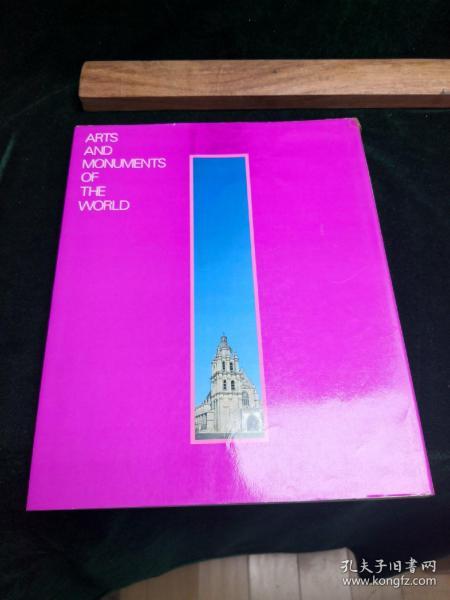 ARTS
AND
MONUMENTS
OF
THE
WORLD
孔夫子旧书网
www.kongfz.com